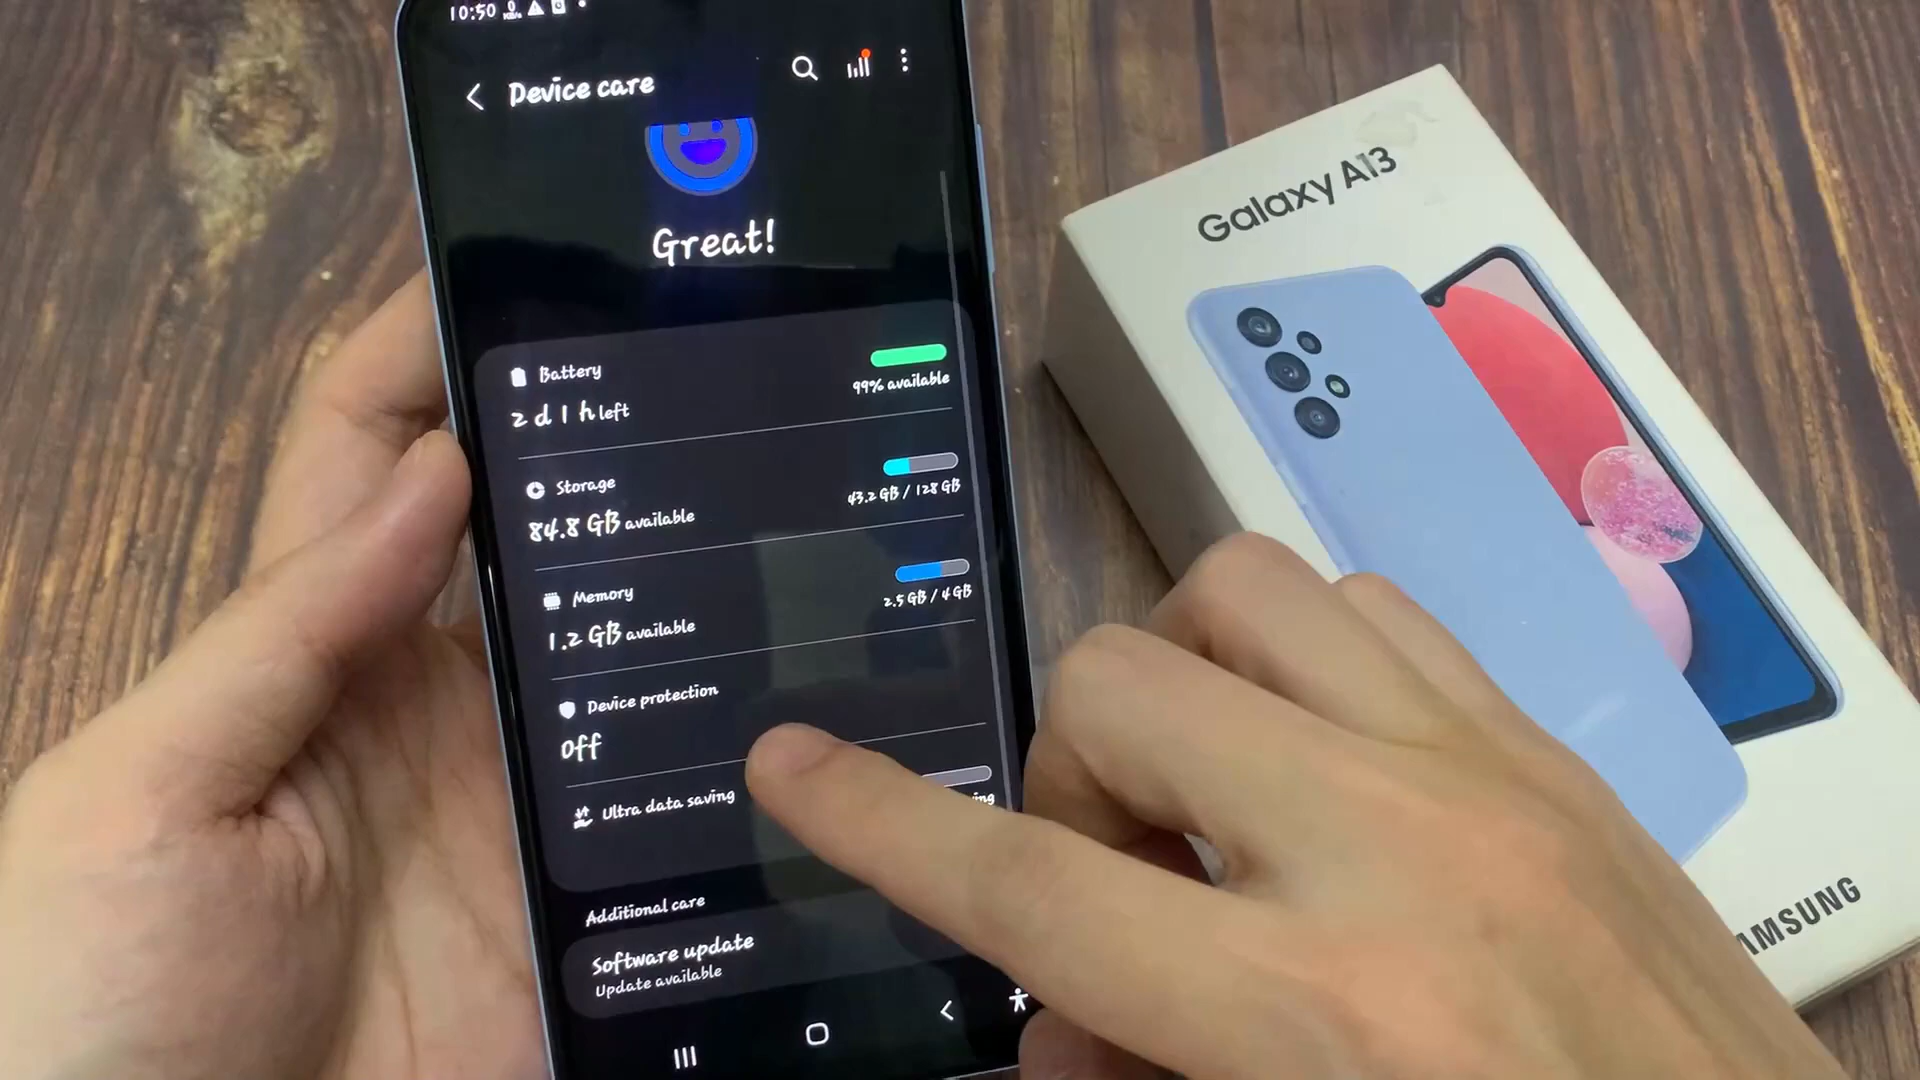 10:50
Device care
Great!
Battery
2 d 1 h left
99% available
Storage
84.8 GB available
43.2 GB / 128 GB
Memory
1.2 GB available
2.5 GB / 4 GB
Device protection
Off
Ultra data saving
Additional care
Software update
Update available
Galaxy A13
AMSUNG